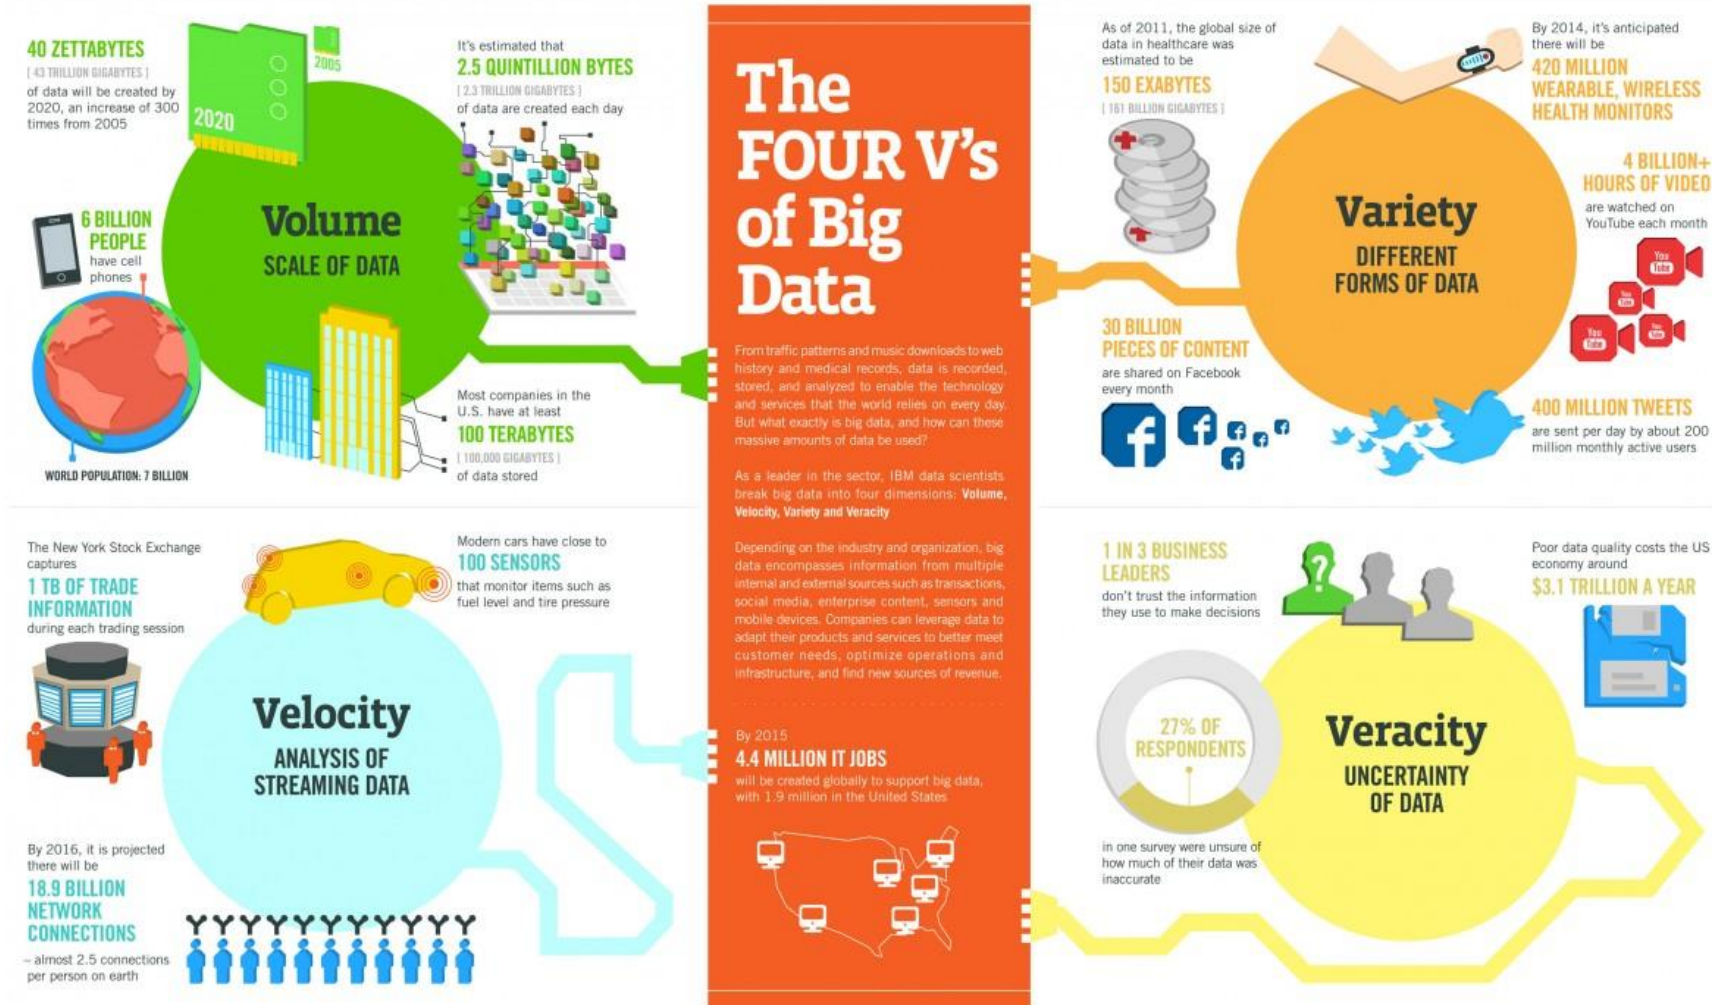 40 ZETTABYTES
[ 43 TRILLION GIGABYTES ]
of data will be created by
2020, an increase of 300
times from 2005
2020
2005
It's estimated that
2.5 QUINTILLION BYTES
[ 2.3 TRILLION GIGABYTES ]
of data are created each day
6 BILLION
PEOPLE
have cell
phones
WORLD POPULATION: 7 BILLION
Volume
SCALE OF DATA
Most companies in the
U.S. have at least
100 TERABYTES
[ 100,000 GIGABYTES ]
of data stored
The New York Stock Exchange
captures
1 TB OF TRADE
INFORMATION
during each trading session
Modern cars have close to
100 SENSORS
that monitor items such as
fuel level and tire pressure
Velocity
ANALYSIS OF
STREAMING DATA
By 2016, it is projected
there will be
18.9 BILLION
NETWORK
CONNECTIONS
– almost 2.5 connections
per person on earth
The
FOUR V's
of Big
Data
From traffic patterns and music downloads to web
history and medical records, data is recorded,
stored, and analyzed to enable the technology
and services that the world relies on every day.
But what exactly is big data, and how can these
massive amounts of data be used?
As a leader in the sector, IBM data scientists
break big data into four dimensions: Volume,
Velocity, Variety and Veracity
Depending on the industry and organization, big
data encompasses information from multiple
internal and external sources such as transactions,
social media, enterprise content, sensors and
mobile devices. Companies can leverage data to
adapt their products and services to better meet
customer needs, optimize operations and
infrastructure, and find new sources of revenue.
By 2015
4.4 MILLION IT JOBS
will be created globally to support big data,
with 1.9 million in the United States
As of 2011, the global size of
data in healthcare was
estimated to be
150 EXABYTES
[ 161 BILLION GIGABYTES ]
By 2014, it's anticipated
there will be
420 MILLION
WEARABLE, WIRELESS
HEALTH MONITORS
4 BILLION+
HOURS OF VIDEO
are watched on
YouTube each month
You
Tube
You
Tube
You
Tube
You
Tube
Variety
DIFFERENT
FORMS OF DATA
30 BILLION
PIECES OF CONTENT
are shared on Facebook
every month
f
f
f
f
f
f
400 MILLION TWEETS
are sent per day by about 200
million monthly active users
1 IN 3 BUSINESS
LEADERS
don't trust the information
they use to make decisions
?
Poor data quality costs the US
economy around
$3.1 TRILLION A YEAR
27% OF
RESPONDENTS
in one survey were unsure of
how much of their data was
inaccurate
Veracity
UNCERTAINTY
OF DATA